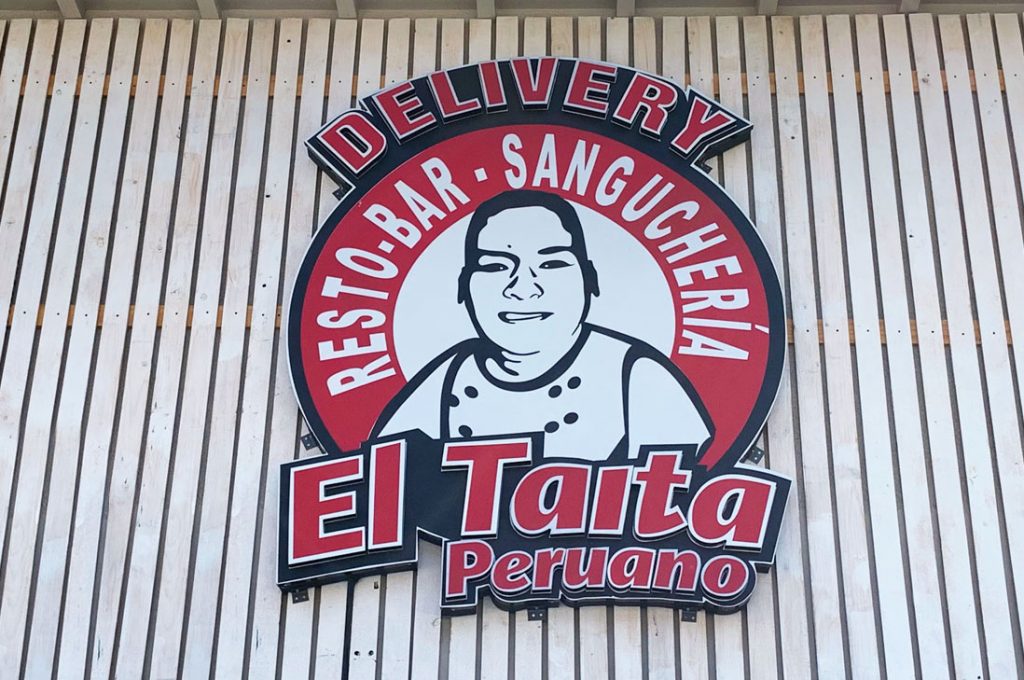 DELIVERY
RESTO-BAR - SANGUCHERÍA
El Taita
Peruano